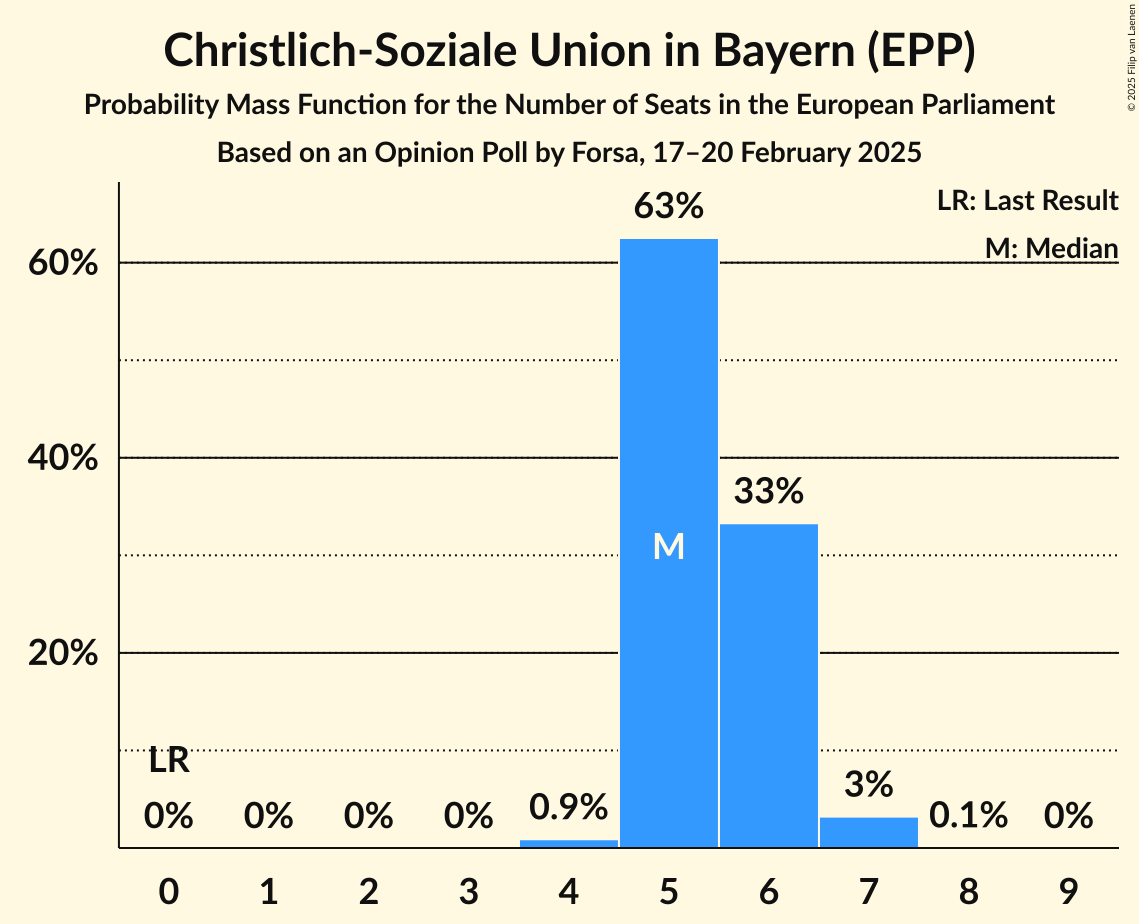 Christlich-Soziale Union in Bayern (EPP)
Probability Mass Function for the Number of Seats in the European Parliament
Based on an Opinion Poll by Forsa, 17–20 February 2025
© 2025 Filip van Laenen
LR: Last Result
M: Median
63%
60%
40%
33%
M
20%
LR
0%
0%
0%
0%
0.9%
3%
0.1%
0%
0 1 2 3 4 5 6 7 8 9